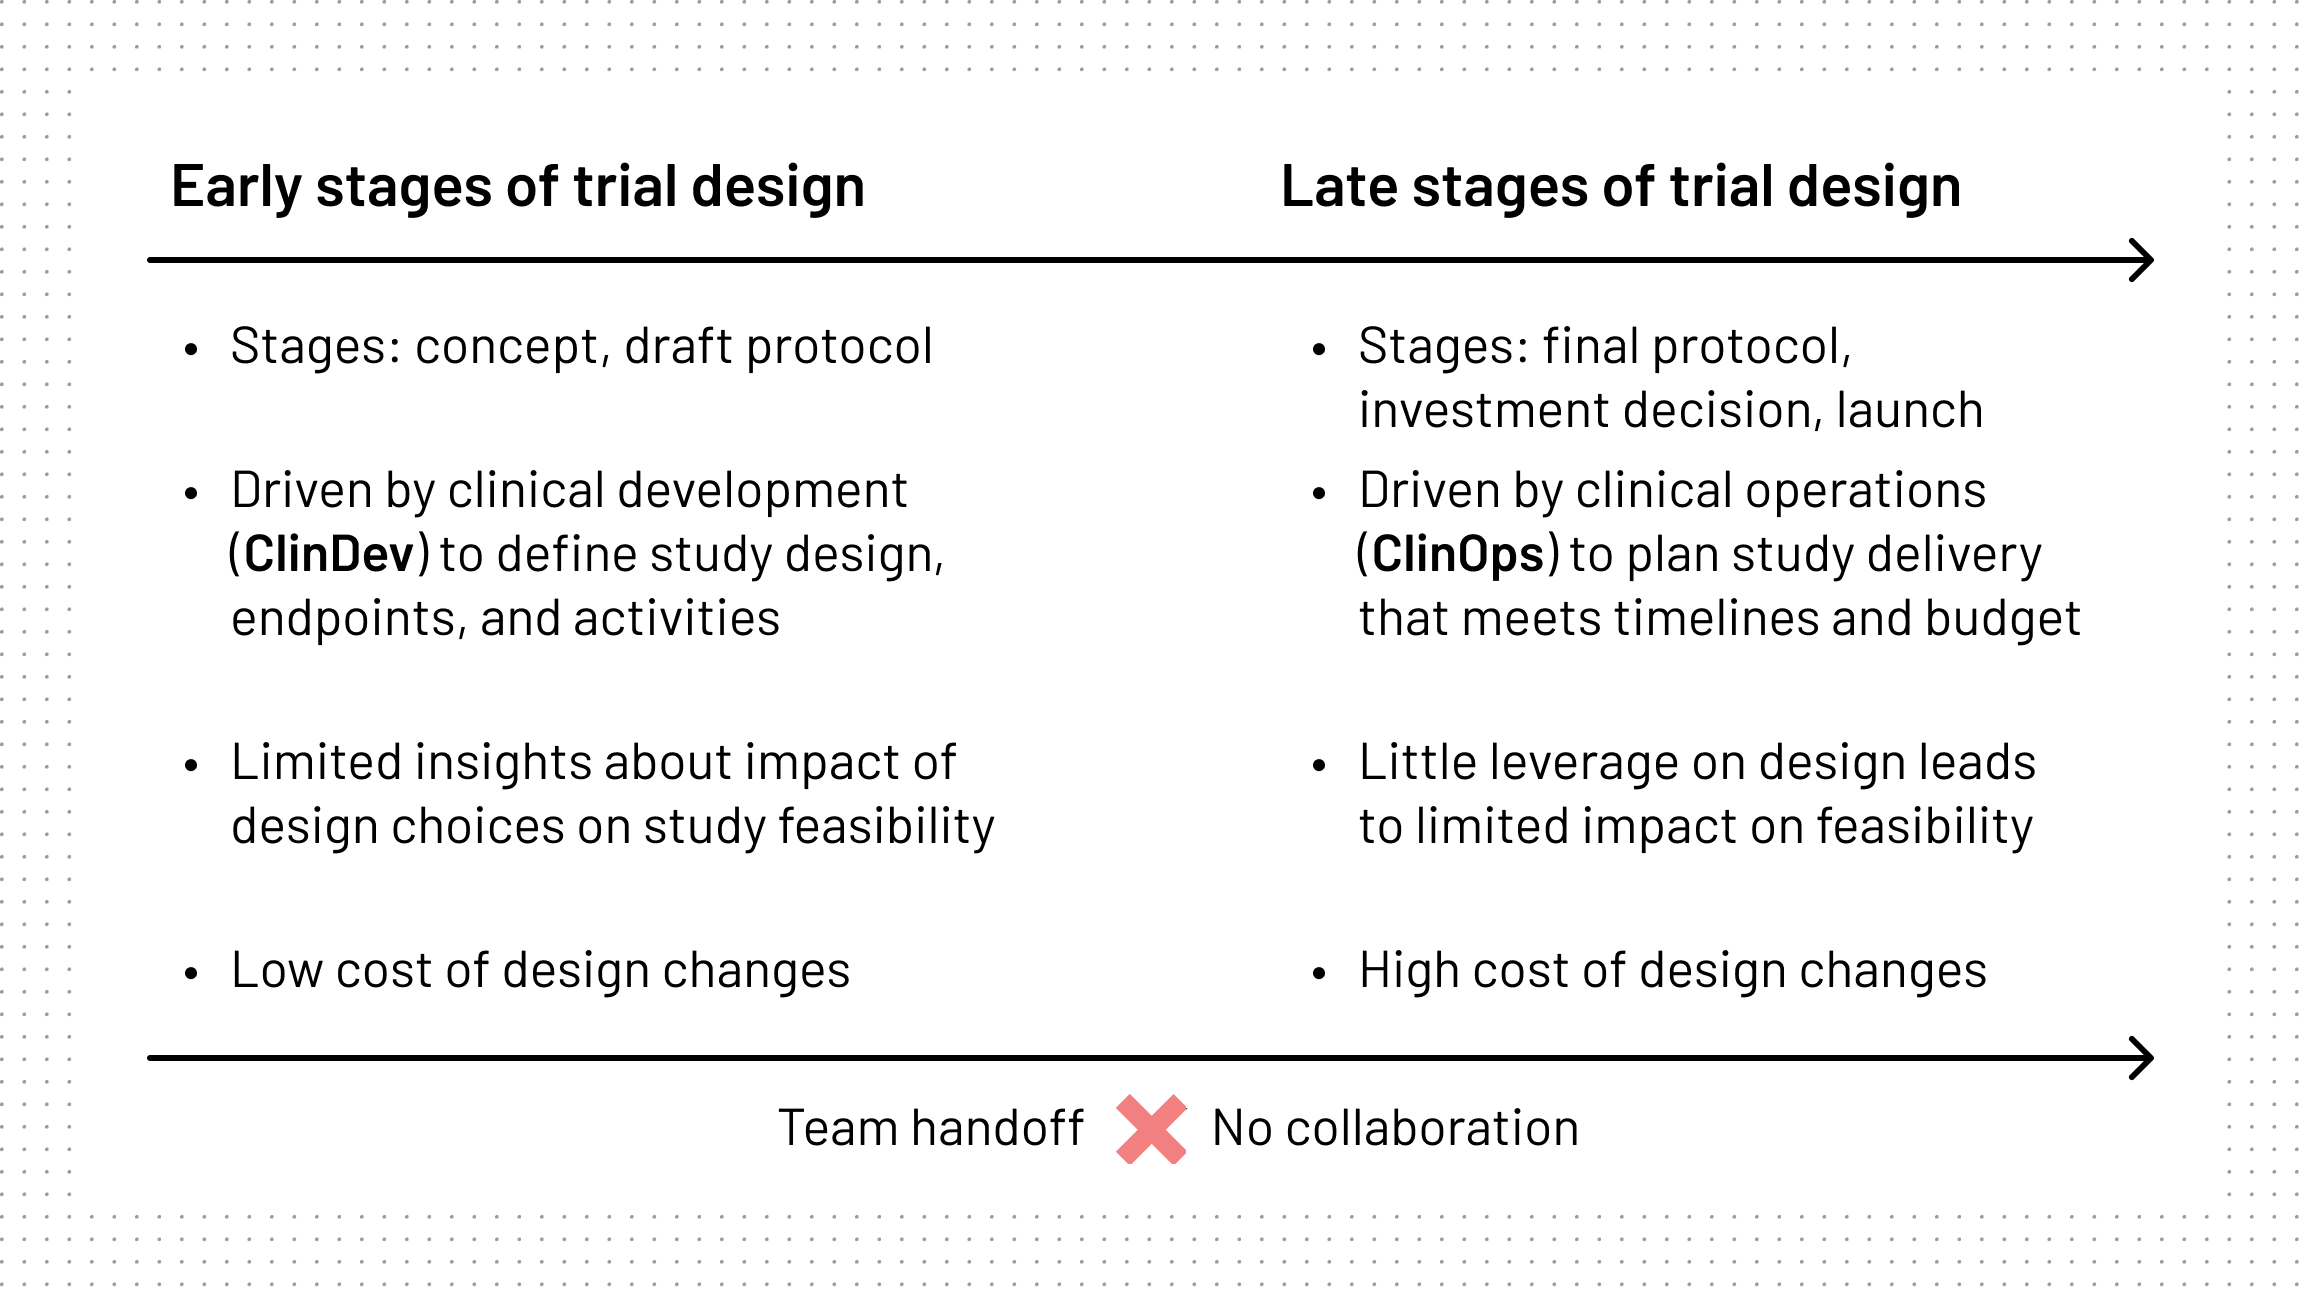 Early stages of trial design
Late stages of trial design
• Stages: concept, draft protocol
• Driven by clinical development
(ClinDev) to define study design,
endpoints, and activities
• Limited insights about impact of
design choices on study feasibility
• Low cost of design changes
• Stages: final protocol,
investment decision, launch
• Driven by clinical operations
(ClinOps) to plan study delivery
that meets timelines and budget
• Little leverage on design leads
to limited impact on feasibility
• High cost of design changes
Team handoff
No collaboration